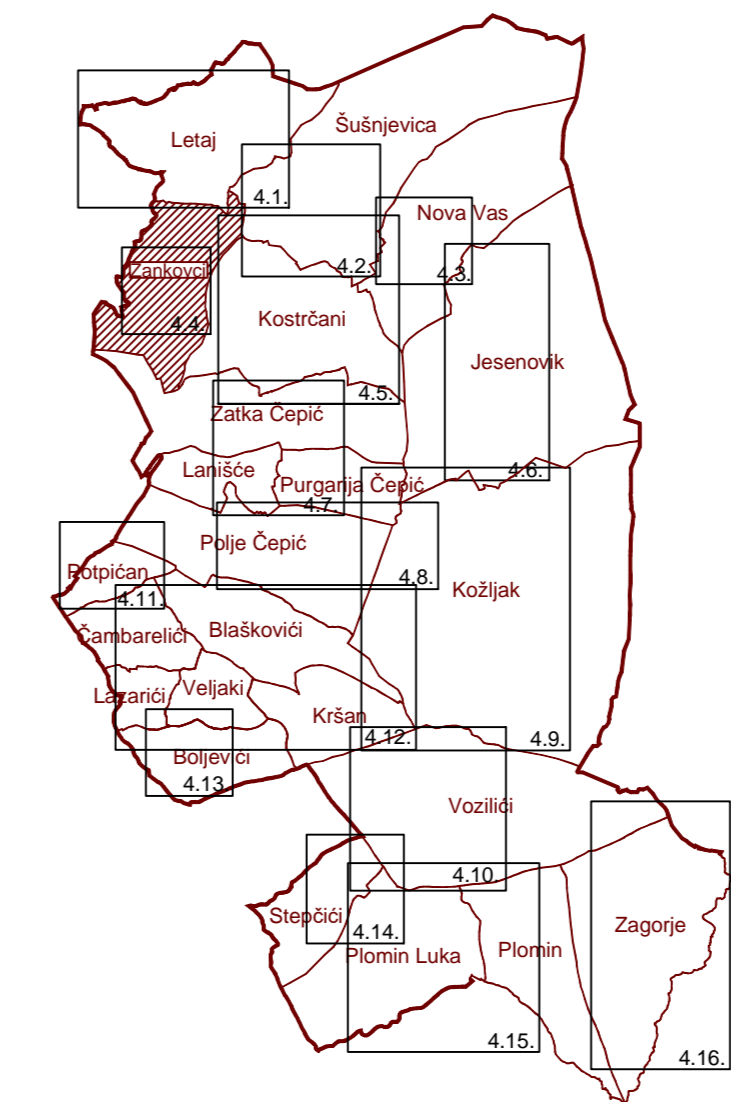 Šušnjevica
Letaj
4.1.
Nova Vas
4.2.
4.3.
Zankovci
4.4.
Kostrčani
Jesenovik
4.5.
Zatka Čepić
Lanišće
4.6.
Purgarija Čepić
4.7.
Polje Čepić
Potpićan
4.8.
Kožljak
4.11.
Čambarelići
Blaškovići
Veljaki
Lazarići
Kršan
4.12.
4.9.
Boljevići
4.13
Vozilići
4.10
Stepčići
Zagorje
4.14.
Plomin Luka
Plomin
4.15.
4.16.